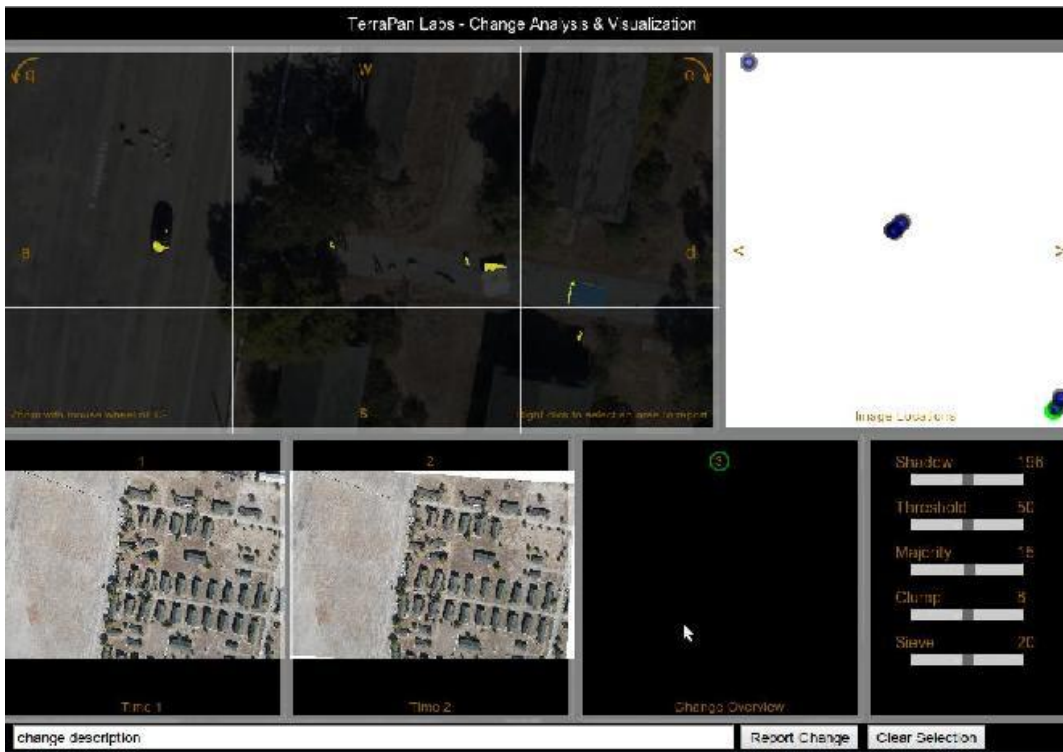 TerraPan Labs - Change Analysis & Visualization
q
w
e
a
d
s
Zoom with mouse wheel or
Right click to select an area to report
<
>
Image Locations
1
2
3
Time 1
Time 2
Change Overview
Shadow 196
Threshold 50
Majority 15
Clump 8
Sieve 20
change description
Report Change
Clear Selection